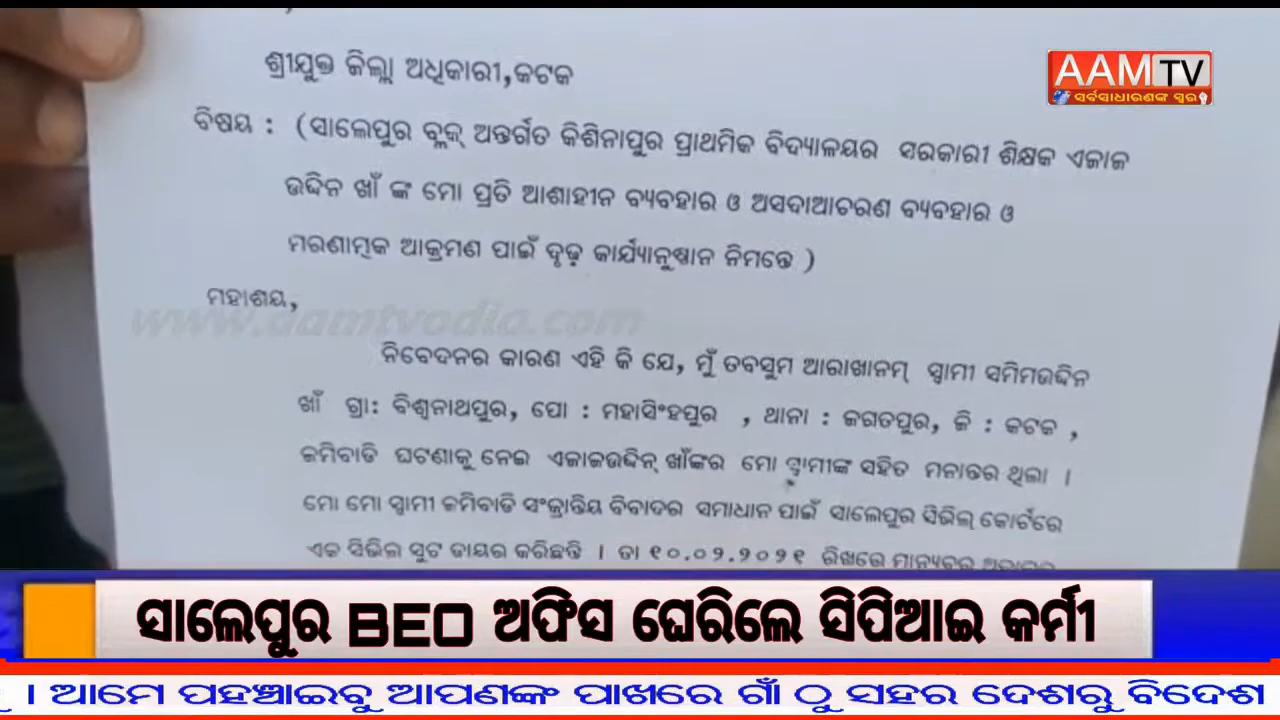 ଶ୍ରୀଯୁକ୍ତ ଜିଲ୍ଲା ଅଧିକାରୀ,କଟକ
AAMTV
ସର୍ବସାଧାରଣଙ୍କ ସ୍ୱର
ବିଷୟ : (ସାଲେପୁର ବ୍ଲକ୍ ଅନ୍ତର୍ଗତ କିଶିନାପୁର ପ୍ରାଥମିକ ବିଦ୍ୟାଳୟର ସରକାରୀ ଶିକ୍ଷକ ଏଜାଜ
ଉଦ୍ଦିନ ଖାଁ ଙ୍କ ମୋ ପ୍ରତି ଆଶାହୀନ ବ୍ୟବହାର ଓ ଅସଦାଆଚରଣ ବ୍ୟବହାର ଓ
ମରଣାତ୍ମକ ଆକ୍ରମଣ ପାଇଁ ଦୃଢ଼ କାର୍ଯ୍ୟାନୁଷ୍ଠାନ ନିମନ୍ତେ )
ମହାଶୟ,
www.aamtvodia.com
ନିବେଦନର କାରଣ ଏହି କି ଯେ, ମୁଁ ତବସୁମ ଆରାଖାନମ୍ ସ୍ୱାମୀ ସମିମଉଦ୍ଦିନ
ଖାଁ ଗ୍ରା: ବିଶ୍ୱନାଥପୁର, ପୋ : ମହାସିଂହପୁର , ଥାନା : ଜଗତପୁର, ଜି : କଟକ ,
ଜମିବାଡି ଘଟଣାକୁ ନେଇ ଏଜାଜଉଦ୍ଦିନ୍ ଖାଁଙ୍କର ମୋ ସ୍ୱାମୀଙ୍କ ସହିତ ମନାନ୍ତର ଥିଲା ।
ମୋ ମୋ ସ୍ୱାମୀ ଜମିବାଡି ସଂକ୍ରାନ୍ତିୟ ବିବାଦର ସମାଧାନ ପାଇଁ ସାଲେପୁର ସିଭିଲ୍ କୋର୍ଟରେ
ଏକ ସିଭିଲ ସୁଟ ଦାୟର କରିଛନ୍ତି । ତା ୧୦.୦୨.୨୦୨୧ ରିଖରେ ମାନ୍ୟବର
ସାଲେପୁର BEO ଅଫିସ ଘେରିଲେ ସିପିଆଇ କର୍ମୀ
। ଆମେ ପହଞ୍ଚାଇବୁ ଆପଣଙ୍କ ପାଖରେ ଗାଁ ଠୁ ସହର ଦେଶରୁ ବିଦେଶ